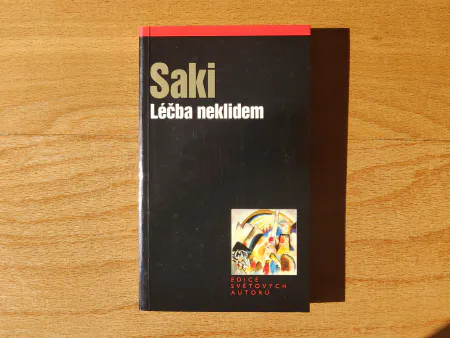 Saki
Léčba neklidem
EDICE
SVĚTOVÝCH
AUTORŮ